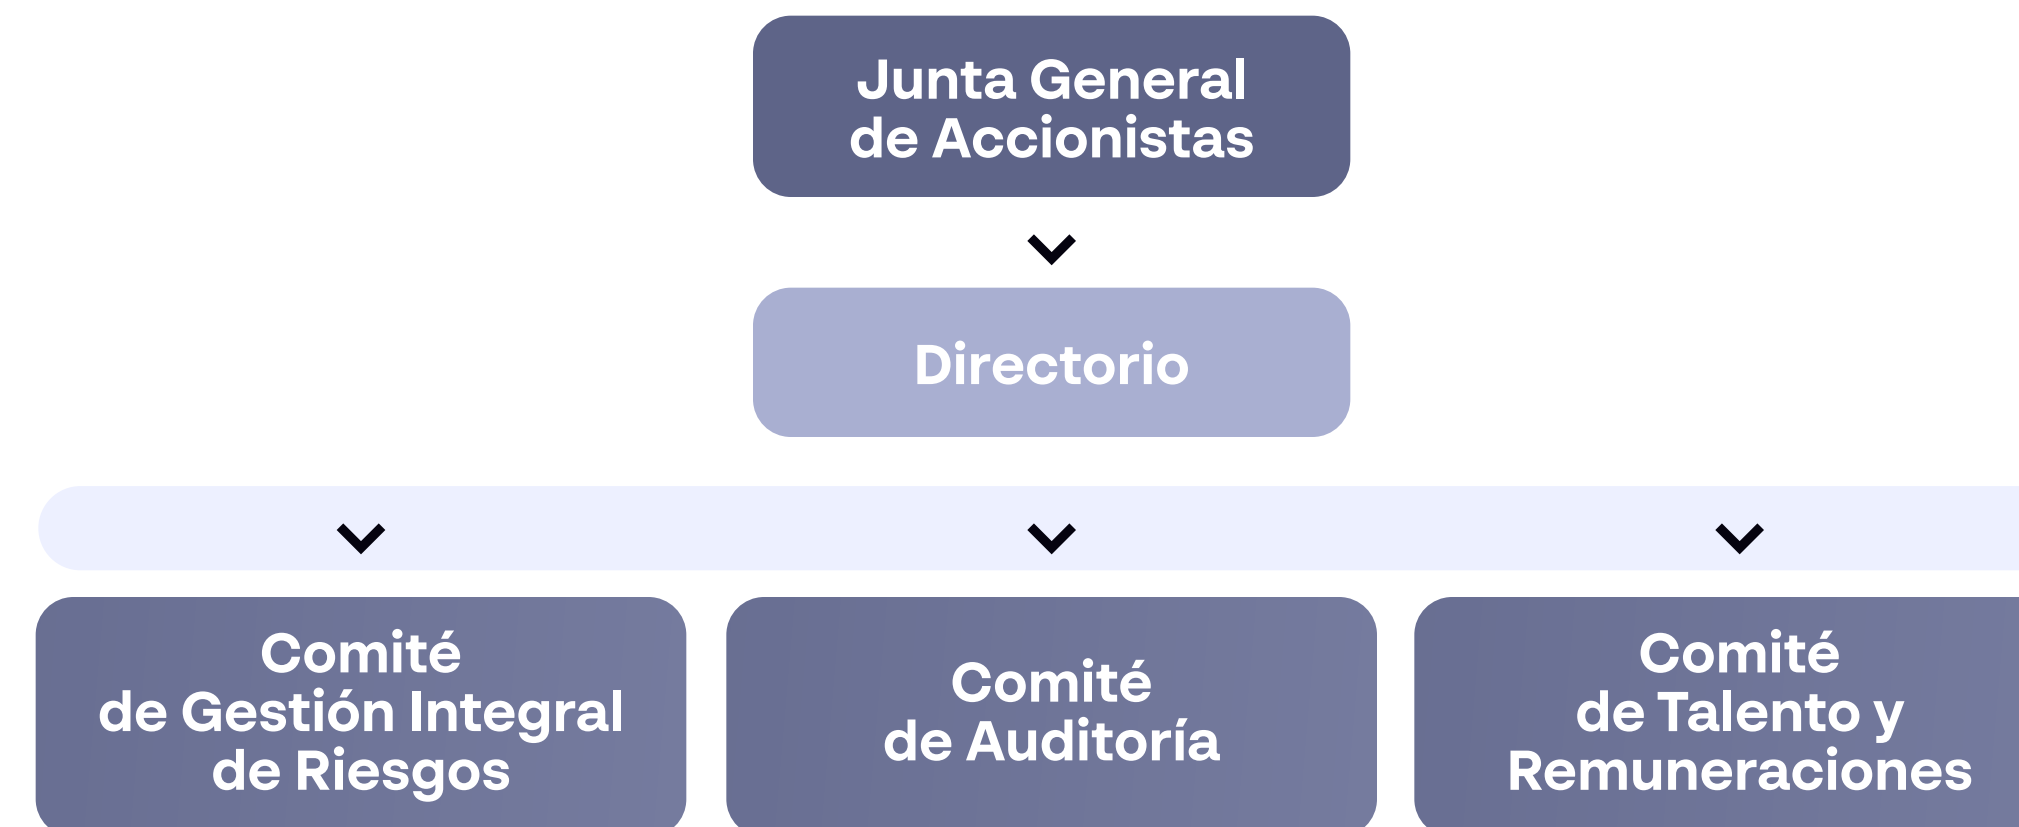 Junta General
de Accionistas
Directorio
Comité
de Gestión Integral
de Riesgos
Comité
de Auditoría
Comité
de Talento y
Remuneraciones